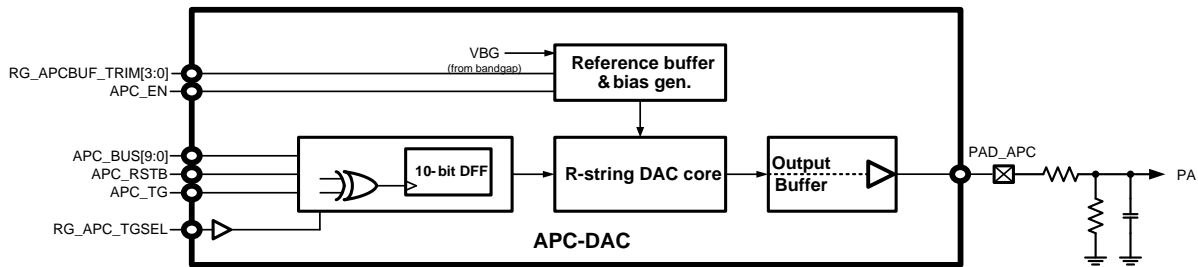 VBG
(from bandgap)
Reference buffer
& bias gen.
RG_APCBUF_TRIM[3:0]
APC_EN
APC_BUS[9:0]
APC_RSTB
APC_TG
RG_APC_TGSEL
10-bit DFF
R-string DAC core
Output
Buffer
PAD_APC
PA
APC-DAC